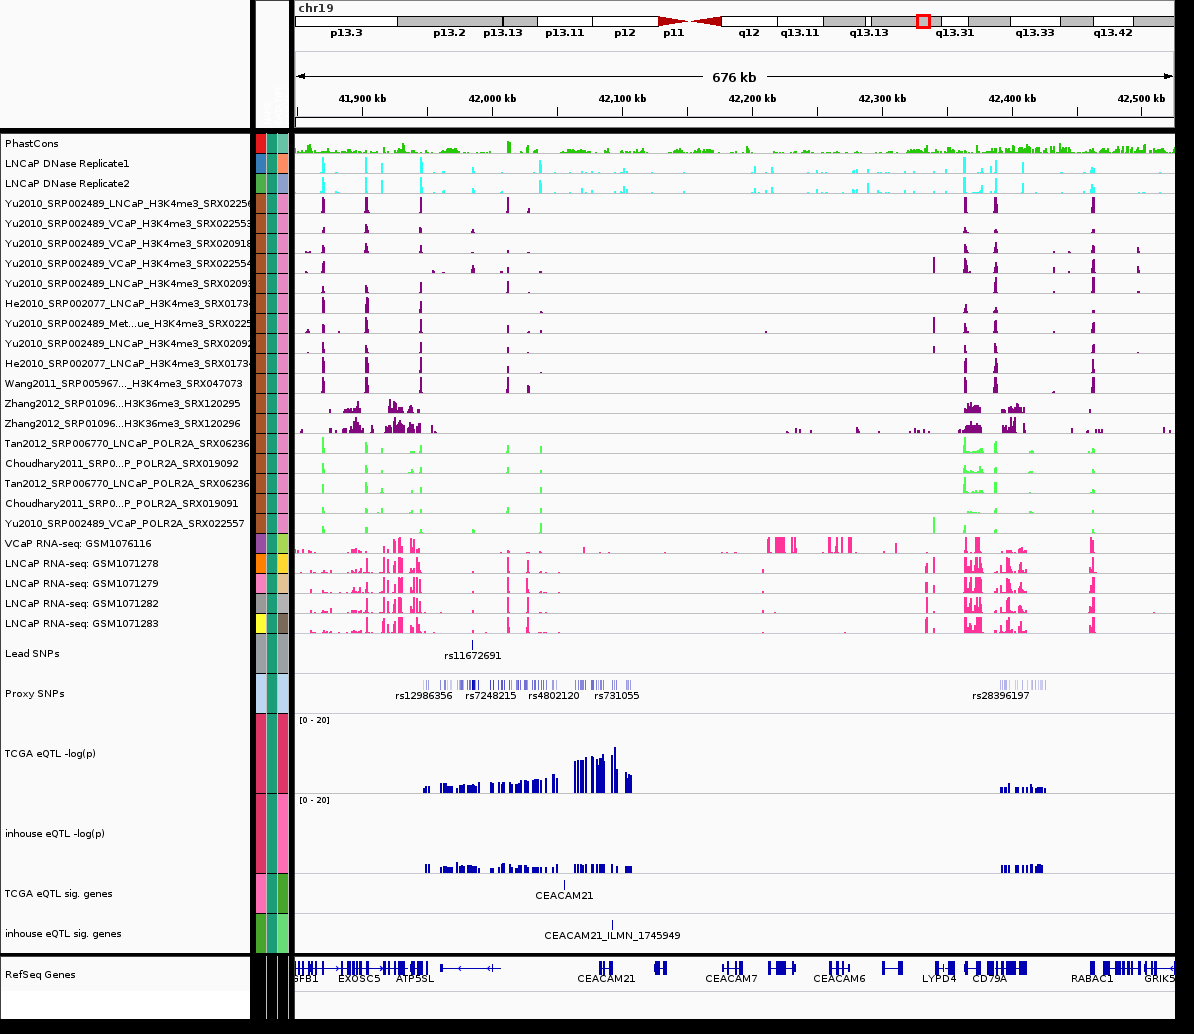 chr19
p13.3 p13.2 p13.13 p13.11 p12 p11 q12 q13.11 q13.13 q13.31 q13.33 q13.42
676 kb
41,900 kb 42,000 kb 42,100 kb 42,200 kb 42,300 kb 42,400 kb 42,500 kb
PhastCons
LNCaP DNase Replicate1
LNCaP DNase Replicate2
Yu2010_SRP002489_LNCaP_H3K4me3_SRX02250
Yu2010_SRP002489_VCaP_H3K4me3_SRX022553
Yu2010_SRP002489_VCaP_H3K4me3_SRX020918
Yu2010_SRP002489_VCaP_H3K4me3_SRX022554
Yu2010_SRP002489_LNCaP_H3K4me3_SRX0209
He2010_SRP002077_LNCaP_H3K4me3_SRX0173
Yu2010_SRP002489_Met...ue_H3K4me3_SRX0225
Yu2010_SRP002489_LNCaP_H3K4me3_SRX0209
He2010_SRP002077_LNCaP_H3K4me3_SRX0173
Wang2011_SRP005967..._H3K4me3_SRX047073
Zhang2012_SRP01096...H3K36me3_SRX120295
Zhang2012_SRP01096...H3K36me3_SRX120296
Tan2012_SRP006770_LNCaP_POLR2A_SRX06236
Choudhary2011_SRP0...P_POLR2A_SRX019092
Tan2012_SRP006770_LNCaP_POLR2A_SRX06236
Choudhary2011_SRP0...P_POLR2A_SRX019091
Yu2010_SRP002489_VCaP_POLR2A_SRX022557
VCaP RNA-seq: GSM1076116
LNCaP RNA-seq: GSM1071278
LNCaP RNA-seq: GSM1071279
LNCaP RNA-seq: GSM1071282
LNCaP RNA-seq: GSM1071283
Lead SNPs
rs11672691
Proxy SNPs
rs12986356 rs7248215 rs4802120 rs731055 rs28396197
[0 - 20]
TCGA eQTL -log(p)
[0 - 20]
inhouse eQTL -log(p)
TCGA eQTL sig. genes
CEACAM21
inhouse eQTL sig. genes
CEACAM21_ILMN_1745949
RefSeq Genes
GFB1 EXOSC5 ATP5SL CEACAM21 CEACAM7 CEACAM6 LYPD4 CD79A RABAC1 GRIK5